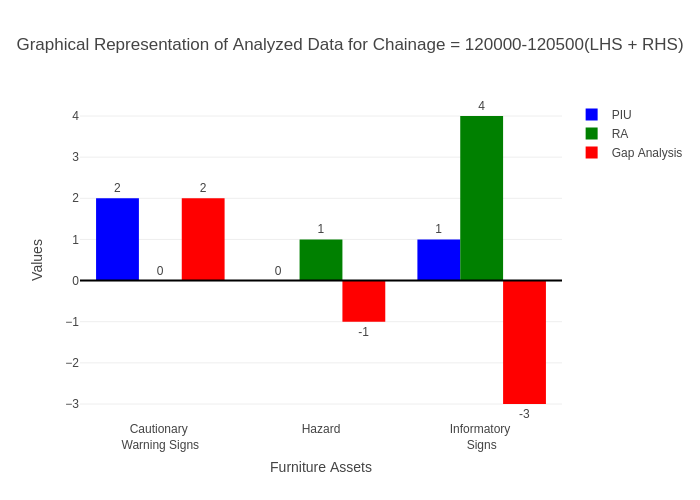 Graphical Representation of Analyzed Data for Chainage = 120000-120500(LHS + RHS)
4
PIU
RA
Gap Analysis
4
3
2
1
0
−1
−2
−3
Values
2
0
2
0
1
-1
1
-3
Cautionary
Warning Signs
Hazard
Informatory
Signs
Furniture Assets